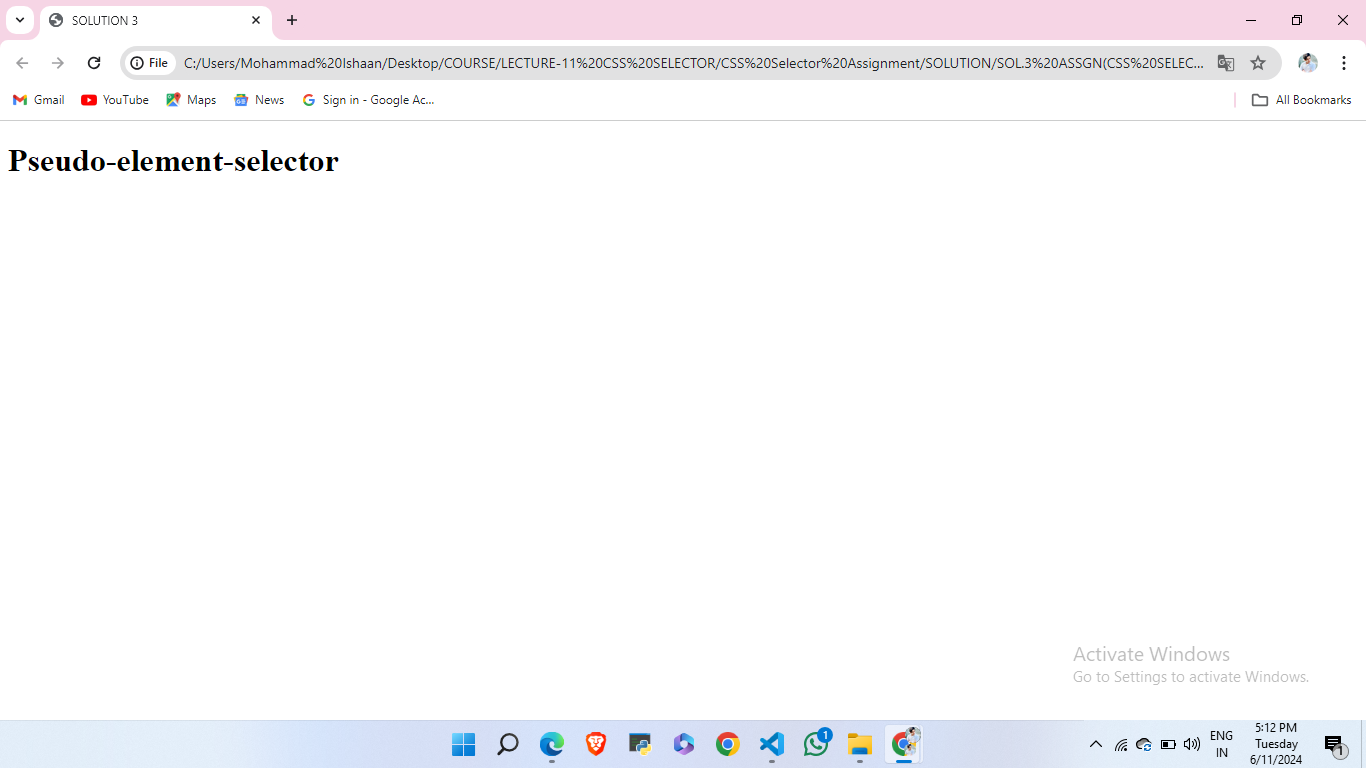 SOLUTION 3
File
C:/Users/Mohammad%20Ishaan/Desktop/COURSE/LECTURE-11%20CSS%20SELECTOR/CSS%20Selector%20Assignment/SOLUTION/SOL.3%20ASSGN(CSS%20SELEC...
Gmail
YouTube
Maps
News
Sign in - Google Ac...
All Bookmarks
Pseudo-element-selector
Activate Windows
Go to Settings to activate Windows.
1
ENG
IN
5:12 PM
Tuesday
6/11/2024
1